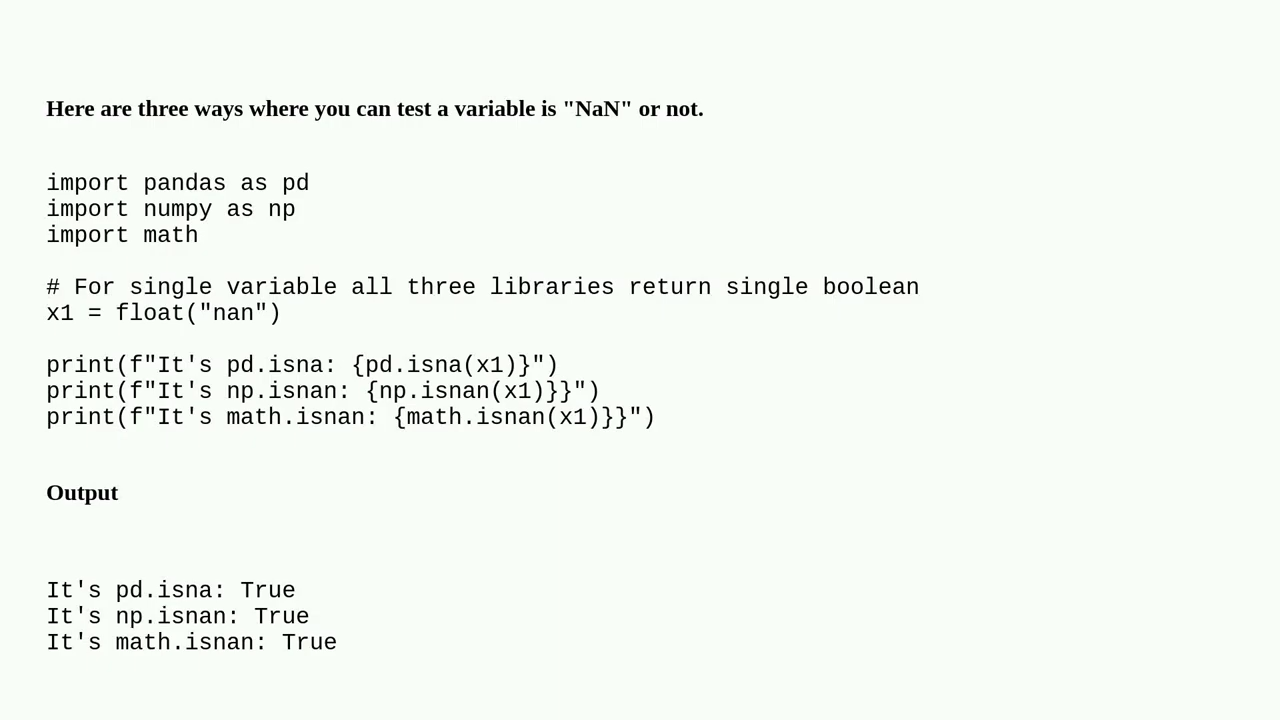 Here are three ways where you can test a variable is "NaN" or not.
import pandas as pd
import numpy as np
import math
# For single variable all three libraries return single boolean
x1 = float("nan")
print(f"It's pd.isna: {pd.isna(x1)}")
print(f"It's np.isnan: {np.isnan(x1)}}")
print(f"It's math.isnan: {math.isnan(x1)}}")
Output
It's pd.isna: True
It's np.isnan: True
It's math.isnan: True